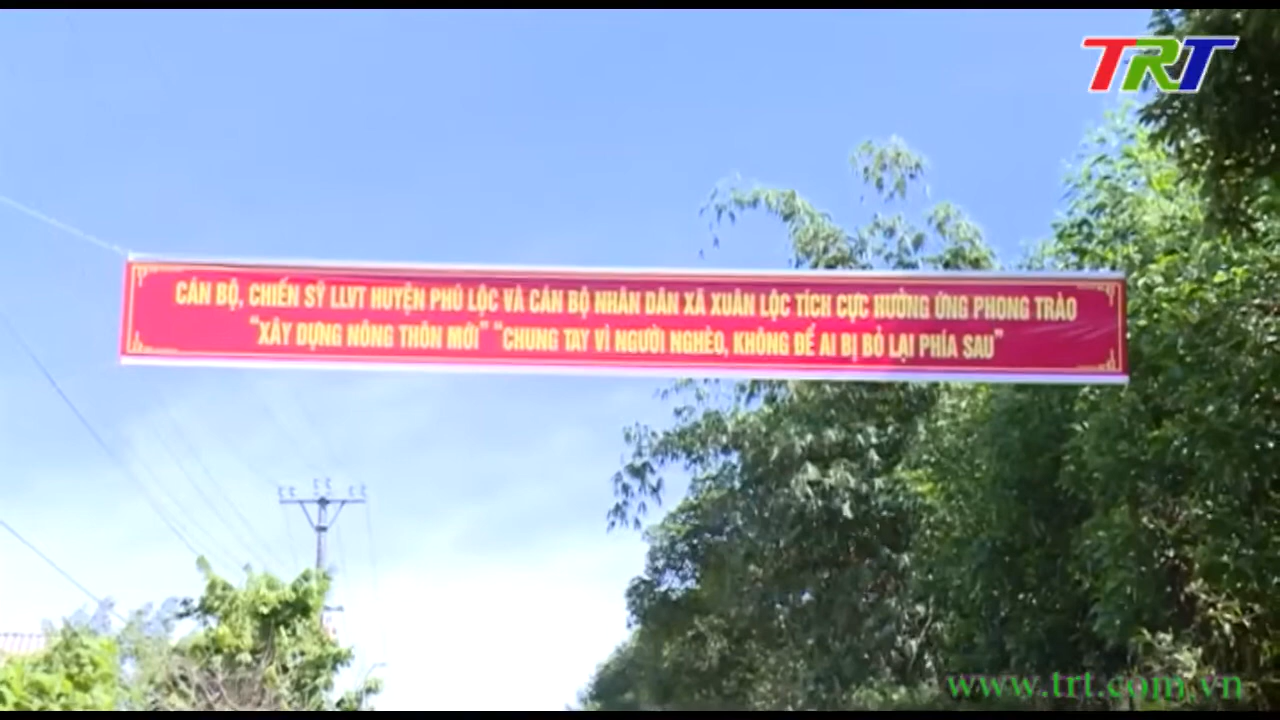 TRT
CÁN BỘ, CHIẾN SỸ LLVT HUYỆN PHÚ LỘC VÀ CÁN BỘ NHÂN DÂN XÃ XUÂN LỘC TÍCH CỰC HƯỞNG ỨNG PHONG TRÀO
"XÂY DỰNG NÔNG THÔN MỚI" "CHUNG TAY VÌ NGƯỜI NGHÈO, KHÔNG ĐỂ AI BỊ BỎ LẠI PHÍA SAU"
www.trt.com.vn